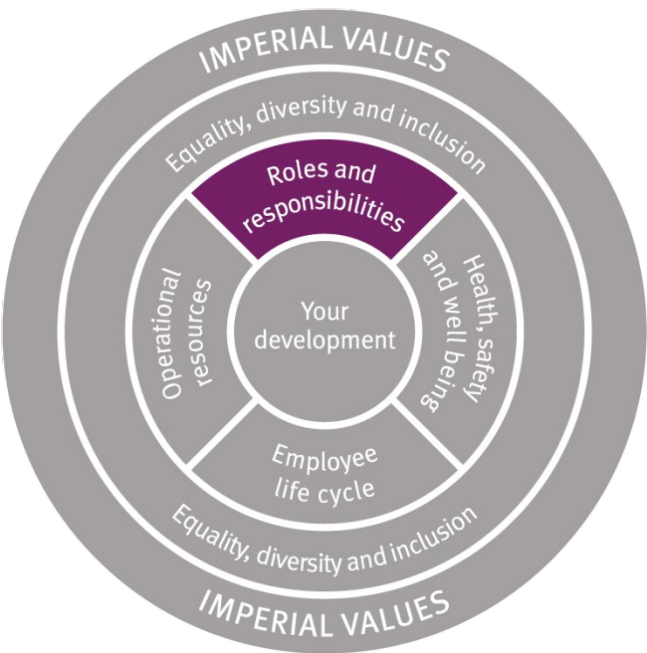 IMPERIAL VALUES
Equality, diversity and inclusion
Roles and
responsibilities
Operational
resources
Your
development
Health, safety
and well being
Employee
life cycle
Equality, diversity and inclusion
IMPERIAL VALUES